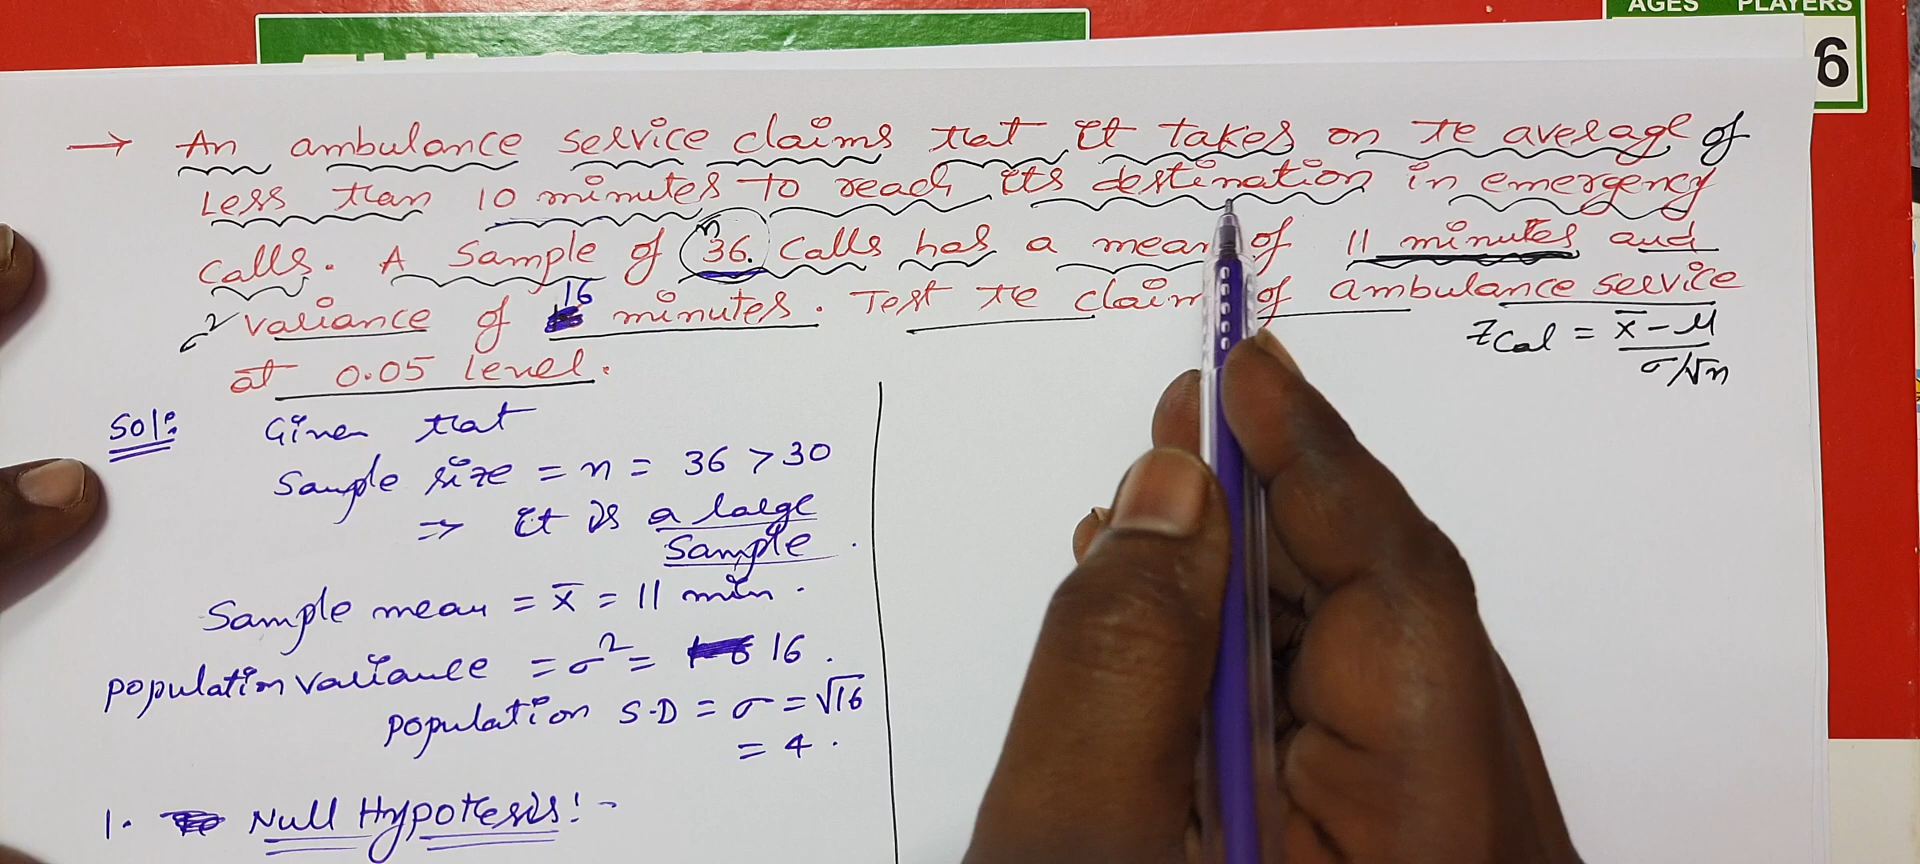 AGES PLAYERS
6
→ An ambulance service claims that it takes on the average of
Less than 10 minutes to reach its destination in emergency
calls. A sample of 36. calls has a mean of 11 minutes and
variance of 16 minutes. Test the claim of ambulance service
at 0.05 level.
Zcal = x̄ - μ / σ/√n
Sol: Given that
Sample size = n = 36 > 30
⇒ It is a large
Sample.
Sample mean = x̄ = 11 min.
population variance = σ² = 16.
population S.D = σ = √16
= 4.
1. Null Hypothesis:-